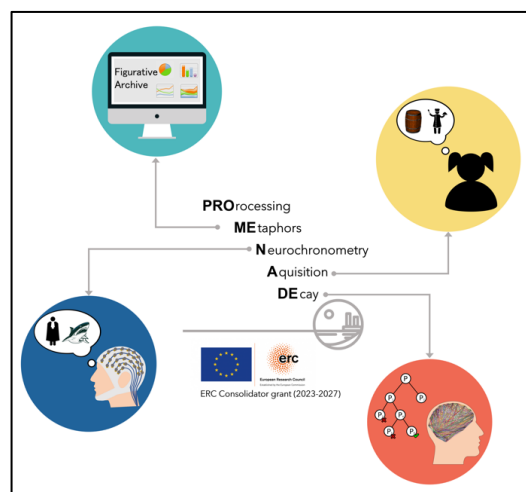 Figurative
Archive
PROrocessing
MEtaphors
Neurochronometry
Aquisition
DEcay
erc
European Research Council
ERC Consolidator grant (2023-2027)
P
P
P
P
P
P
P